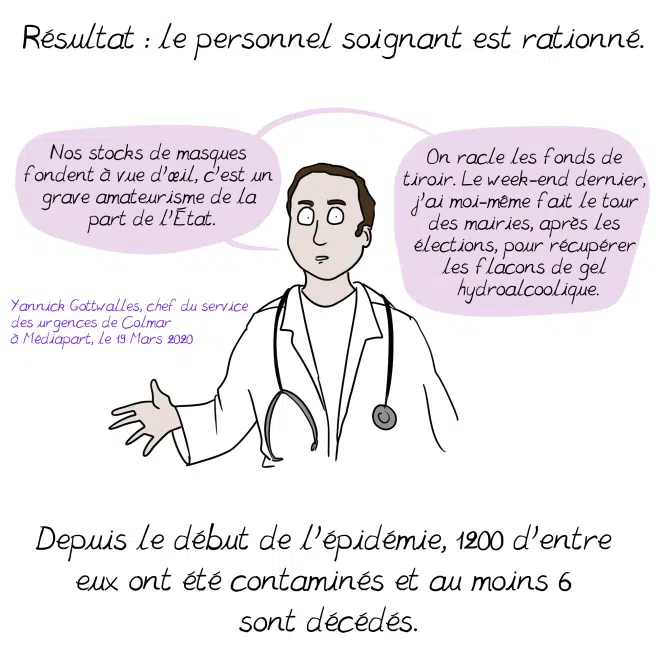 Résultat : le personnel soignant est rationné.
Nos stocks de masques
fondent à vue d'œil, c'est un
grave amateurisme de la
part de l'État.
On racle les fonds de
tiroir. Le week-end dernier,
j'ai moi-même fait le tour
des mairies, après les
élections, pour récupérer
les flacons de gel
hydroalcoolique.
Yannick Gottwalles, chef du service
des urgences de Colmar
à Médiapart, le 19 Mars 2020
Depuis le début de l'épidémie, 1200 d'entre
eux ont été contaminés et au moins 6
sont décédés.